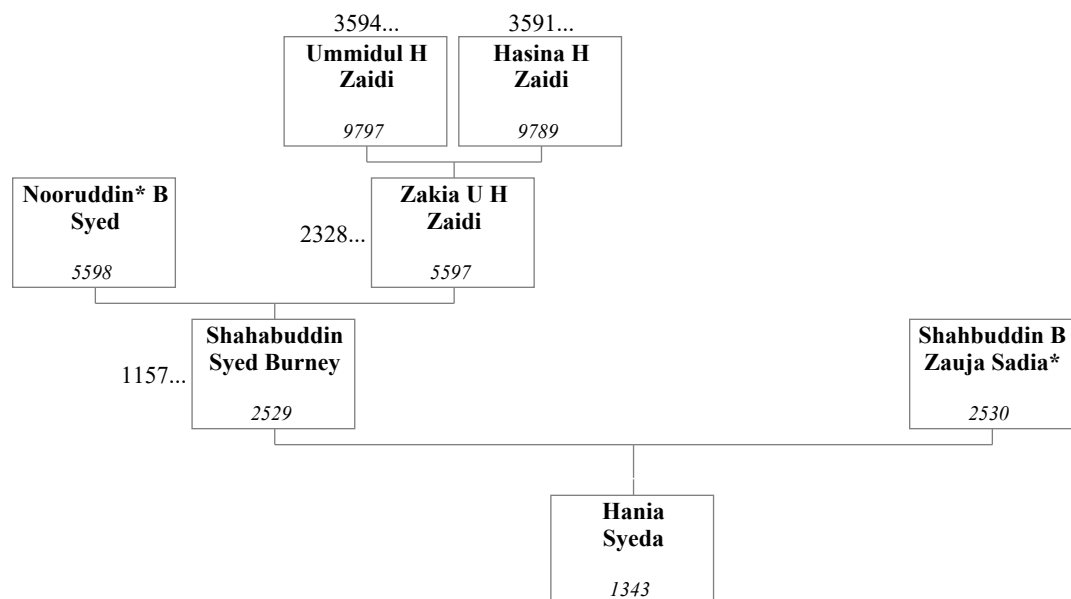 3594...
3591...
Ummidul H
Zaidi
9797
Hasina H
Zaidi
9789
Nooruddin* B
Syed
5598
2328...
Zakia U H
Zaidi
5597
1157...
Shahabuddin
Syed Burney
2529
Shahbuddin B
Zauja Sadia*
2530
Hania
Syeda
1343